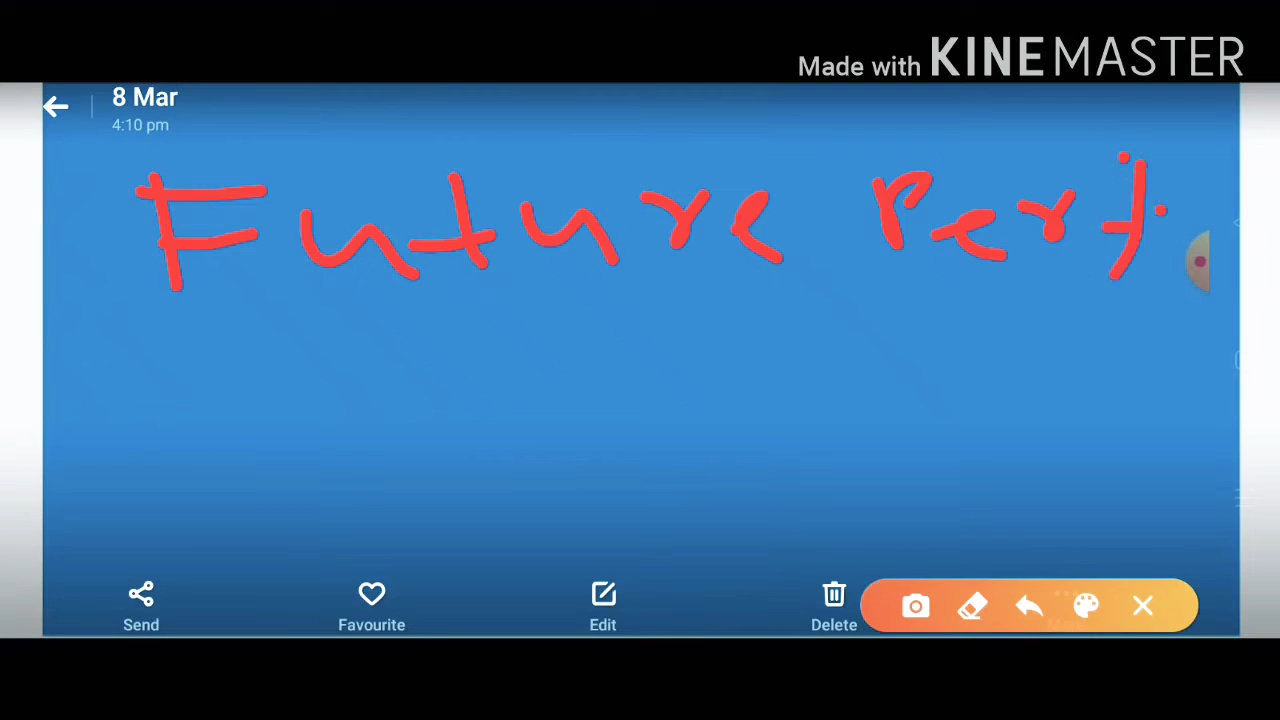 Made with KINEMASTER
8 Mar
4:10 pm
Future Perf
Send Favourite Edit Delete